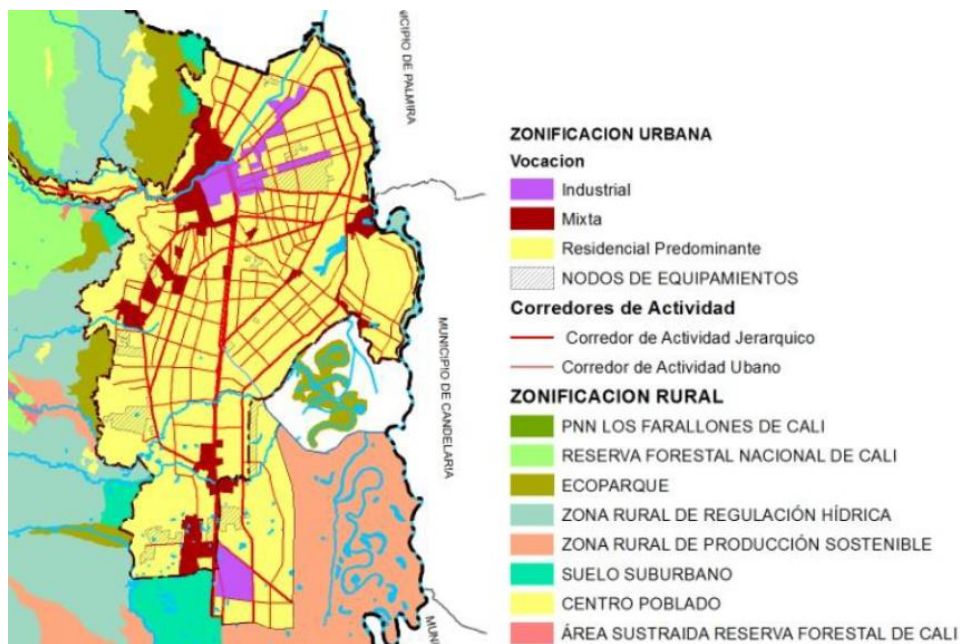 MUNICIPIO DE PALMIRA
MUNICIPIO DE CANDELARIA
ZONIFICACION URBANA
Vocacion
Industrial
Mixta
Residencial Predominante
NODOS DE EQUIPAMIENTOS
Corredores de Actividad
Corredor de Actividad Jerarquico
Corredor de Actividad Ubano
ZONIFICACION RURAL
PNN LOS FARALLONES DE CALI
RESERVA FORESTAL NACIONAL DE CALI
ECOPARQUE
ZONA RURAL DE REGULACIÓN HÍDRICA
ZONA RURAL DE PRODUCCIÓN SOSTENIBLE
SUELO SUBURBANO
CENTRO POBLADO
ÁREA SUSTRAIDA RESERVA FORESTAL DE CALI